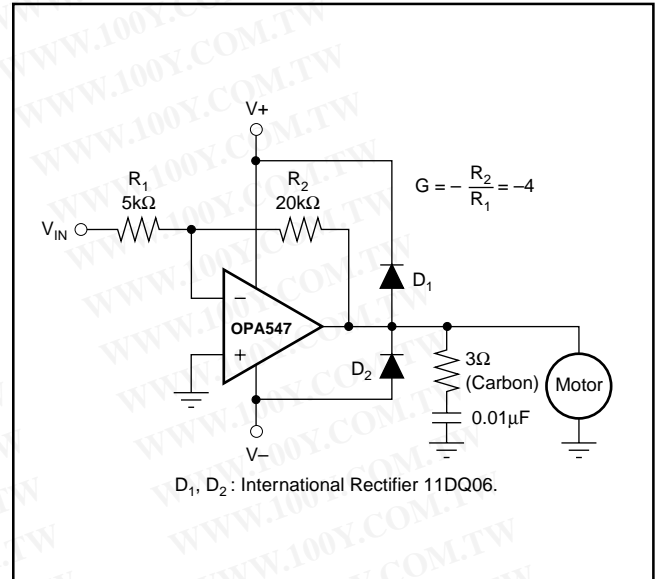 V+
R1
5kΩ
R2
20kΩ
G = – R2/R1 = –4
VIN
–
OPA547
+
D1
D2
3Ω
(Carbon)
0.01µF
Motor
V–
D1, D2 : International Rectifier 11DQ06.
WWW.100Y.COM.TW